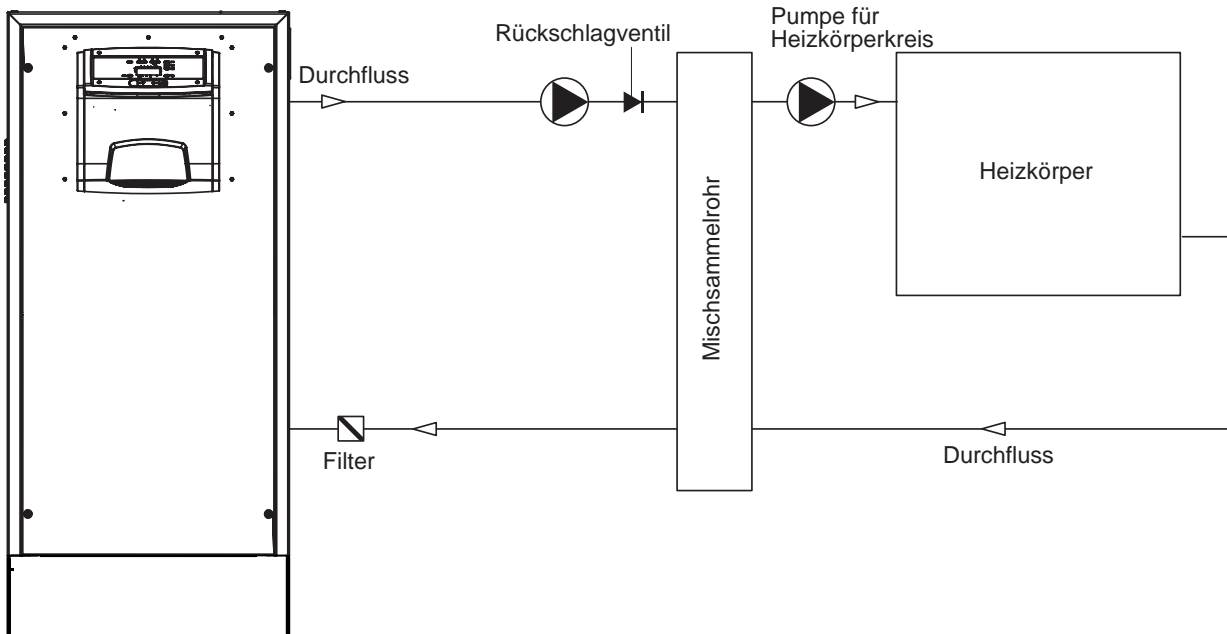 Pumpe für
Heizkörperkreis
Rückschlagventil
Durchfluss
Heizkörper
Mischsammelrohr
Filter
Durchfluss